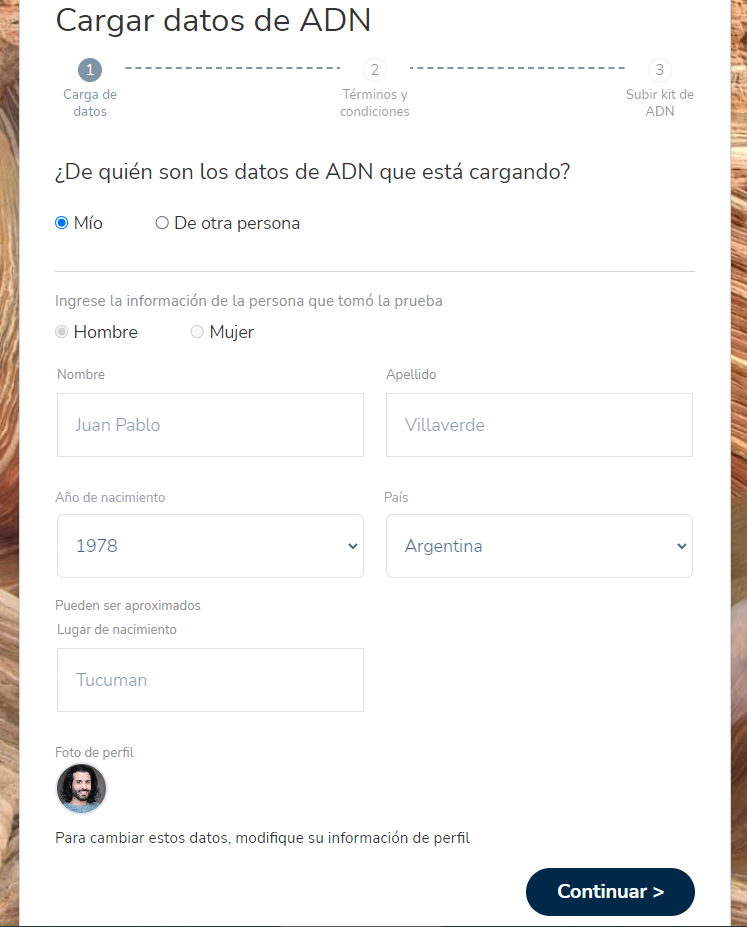 Cargar datos de ADN
1 2 3
Carga de datos
Términos y condiciones
Subir kit de ADN
¿De quién son los datos de ADN que está cargando?
Mío De otra persona
Ingrese la información de la persona que tomó la prueba
Hombre Mujer
Nombre Apellido
Juan Pablo Villaverde
Año de nacimiento País
1978 Argentina
Pueden ser aproximados
Lugar de nacimiento
Tucuman
Foto de perfil
Para cambiar estos datos, modifique su información de perfil
Continuar >